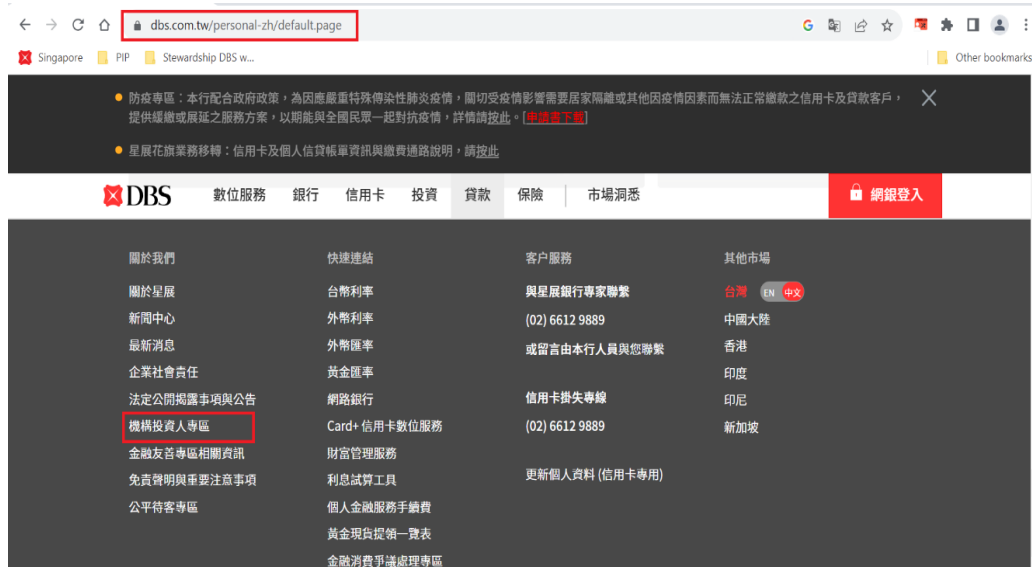 dbs.com.tw/personal-zh/default.page
Singapore PIP Stewardship DBS w... Other bookmarks
防疫專區：本行配合政府政策，為因應嚴重特殊傳染性肺炎疫情，關切受疫情影響需要居家隔離或其他因疫情因素而無法正常繳款之信用卡及貸款客戶，
提供緩繳或展延之服務方案，以期能與全國民眾一起對抗疫情，詳情請按此。[申請書下載]
星展花旗業務移轉：信用卡及個人信貸帳單資訊與繳費通路說明，請按此
DBS 數位服務 銀行 信用卡 投資 貸款 保險 市場洞悉 網銀登入
關於我們
關於星展
新聞中心
最新消息
企業社會責任
法定公開揭露事項與公告
機構投資人專區
金融友善專區相關資訊
免責聲明與重要注意事項
公平待客專區
快速連結
台幣利率
外幣利率
外幣匯率
黃金匯率
網路銀行
Card+ 信用卡數位服務
財富管理服務
利息試算工具
個人金融服務手續費
黃金現貨提領一覽表
金融消費爭議處理專區
客戶服務
與星展銀行專家聯繫
(02) 6612 9889
或留言由本行人員與您聯繫
信用卡掛失專線
(02) 6612 9889
更新個人資料 (信用卡專用)
其他市場
台灣 EN 中文
中國大陸
香港
印度
印尼
新加坡